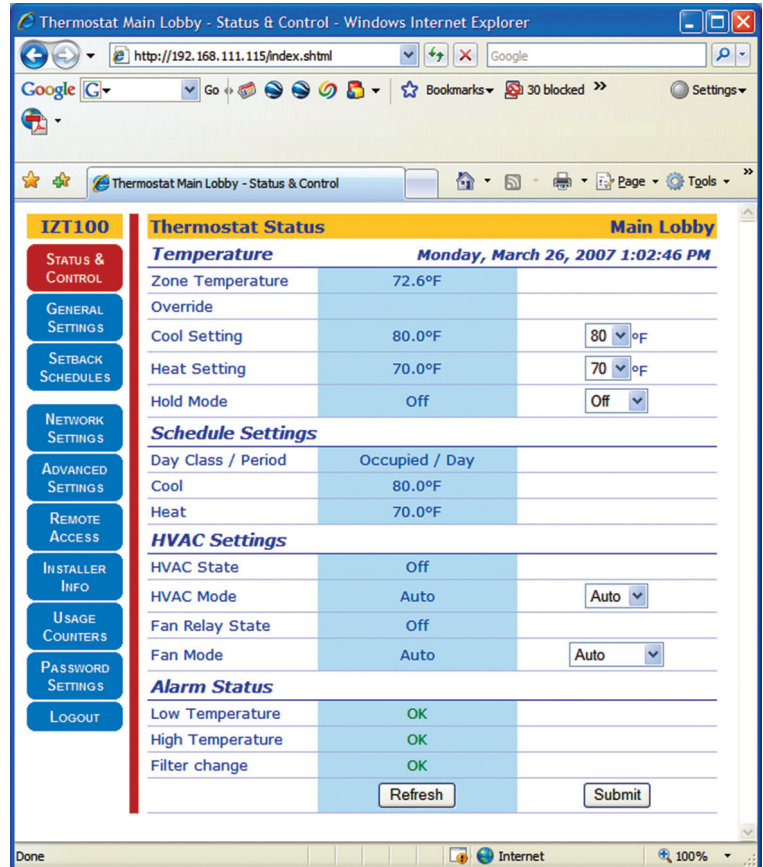 Thermostat Main Lobby - Status & Control - Windows Internet Explorer
http://192.168.111.115/index.shtml Google
Google G Go Bookmarks 30 blocked » Settings
Thermostat Main Lobby - Status & Control Page Tools »
IZT100
STATUS & CONTROL
GENERAL SETTINGS
SETBACK SCHEDULES
NETWORK SETTINGS
ADVANCED SETTINGS
REMOTE ACCESS
INSTALLER INFO
USAGE COUNTERS
PASSWORD SETTINGS
LOGOUT
Thermostat Status Main Lobby
Temperature Monday, March 26, 2007 1:02:46 PM
Zone Temperature 72.6°F
Override
Cool Setting 80.0°F 80 °F
Heat Setting 70.0°F 70 °F
Hold Mode Off Off
Schedule Settings
Day Class / Period Occupied / Day
Cool 80.0°F
Heat 70.0°F
HVAC Settings
HVAC State Off
HVAC Mode Auto Auto
Fan Relay State Off
Fan Mode Auto Auto
Alarm Status
Low Temperature OK
High Temperature OK
Filter change OK
Refresh Submit
Done Internet 100%